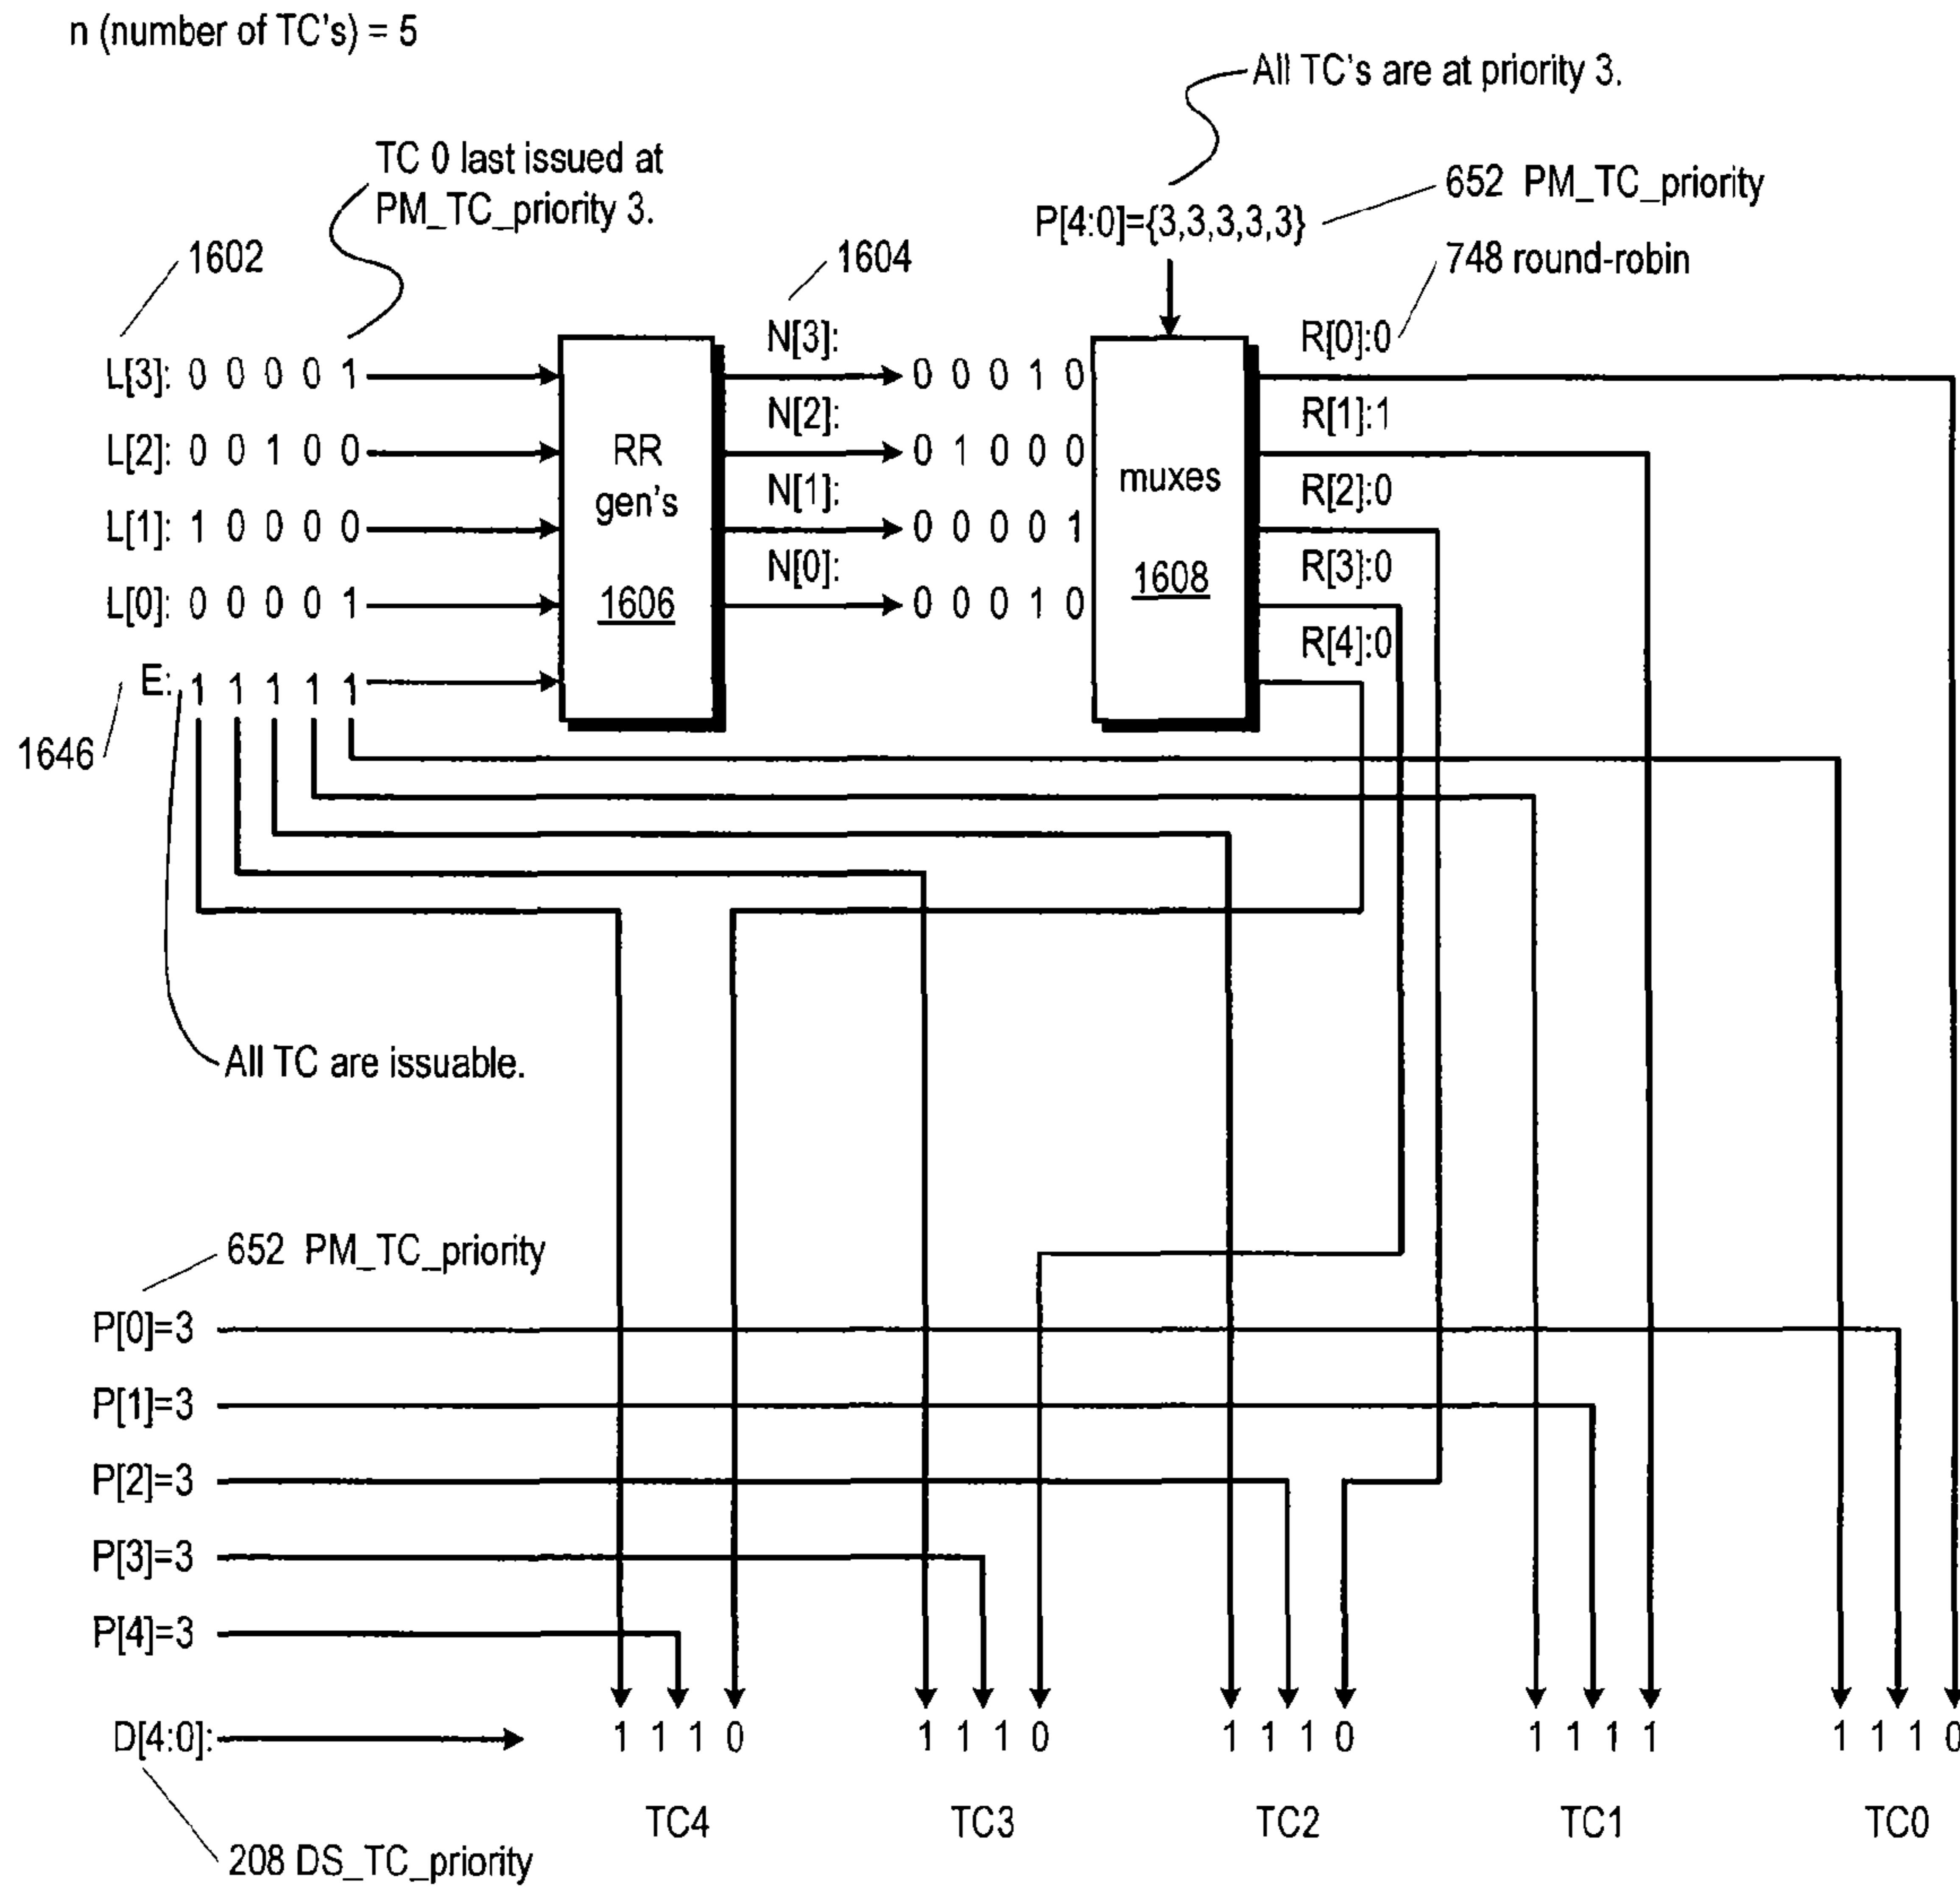 n (number of TC's) = 5
All TC's are at priority 3.
TC 0 last issued at
PM_TC_priority 3.
652 PM_TC_priority
P[4:0]={3,3,3,3,3}
1602
1604
748 round-robin
L[3]: 0 0 0 0 1
L[2]: 0 0 1 0 0
L[1]: 1 0 0 0 0
L[0]: 0 0 0 0 1
E: 1 1 1 1 1
1646
RR
gen's
1606
N[3]:
0 0 0 1 0
N[2]:
0 1 0 0 0
N[1]:
0 0 0 0 1
N[0]:
0 0 0 1 0
muxes
1608
R[0]:0
R[1]:1
R[2]:0
R[3]:0
R[4]:0
All TC are issuable.
652 PM_TC_priority
P[0]=3
P[1]=3
P[2]=3
P[3]=3
P[4]=3
D[4:0]: 1 1 1 0 1 1 1 0 1 1 1 0 1 1 1 1 1 1 1 0
TC4 TC3 TC2 TC1 TC0
208 DS_TC_priority